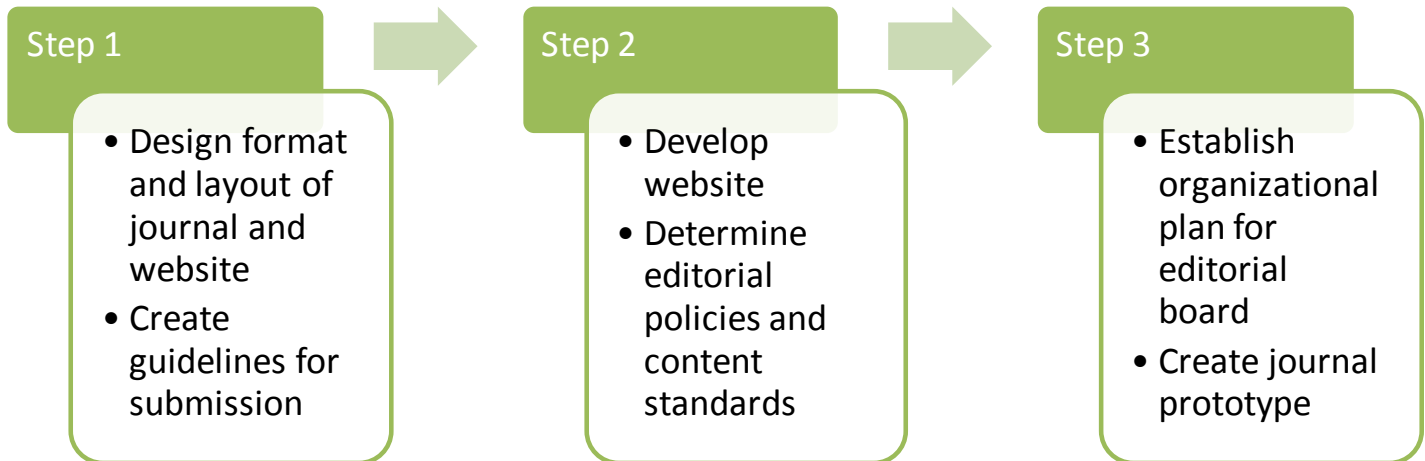 Step 1
• Design format
and layout of
journal and
website
• Create
guidelines for
submission
Step 2
• Develop
website
• Determine
editorial
policies and
content
standards
Step 3
• Establish
organizational
plan for
editorial
board
• Create journal
prototype